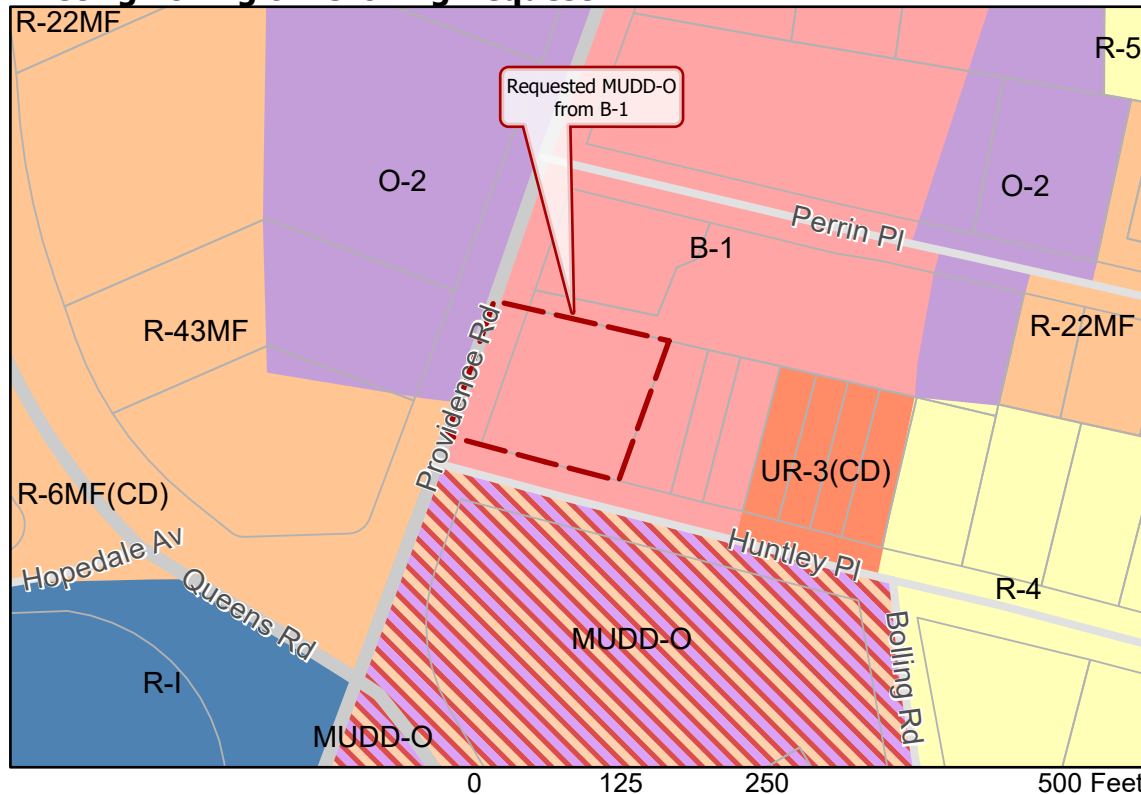 R-22MF
R-5
Requested MUDD-O
from B-1
O-2
O-2
Perrin Pl
B-1
R-43MF
R-22MF
Providence Rd
UR-3(CD)
R-6MF(CD)
Hopedale Av
Queens Rd
Huntley Pl
R-4
Bolling Rd
MUDD-O
R-I
MUDD-O
0 125 250 500 Feet